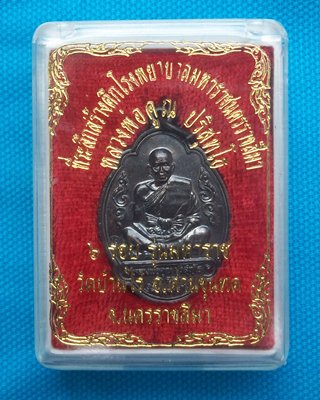 ที่ระลึกสร้างตึกโรงพยาบาลมหาราชนครราชสีมา
หลวงพ่อคูณ ปริสุทโธ
๖ รอบ รุ่นมหาราช
วัดบ้านไร่ อ.ด่านขุนทด
จ.นครราชสีมา